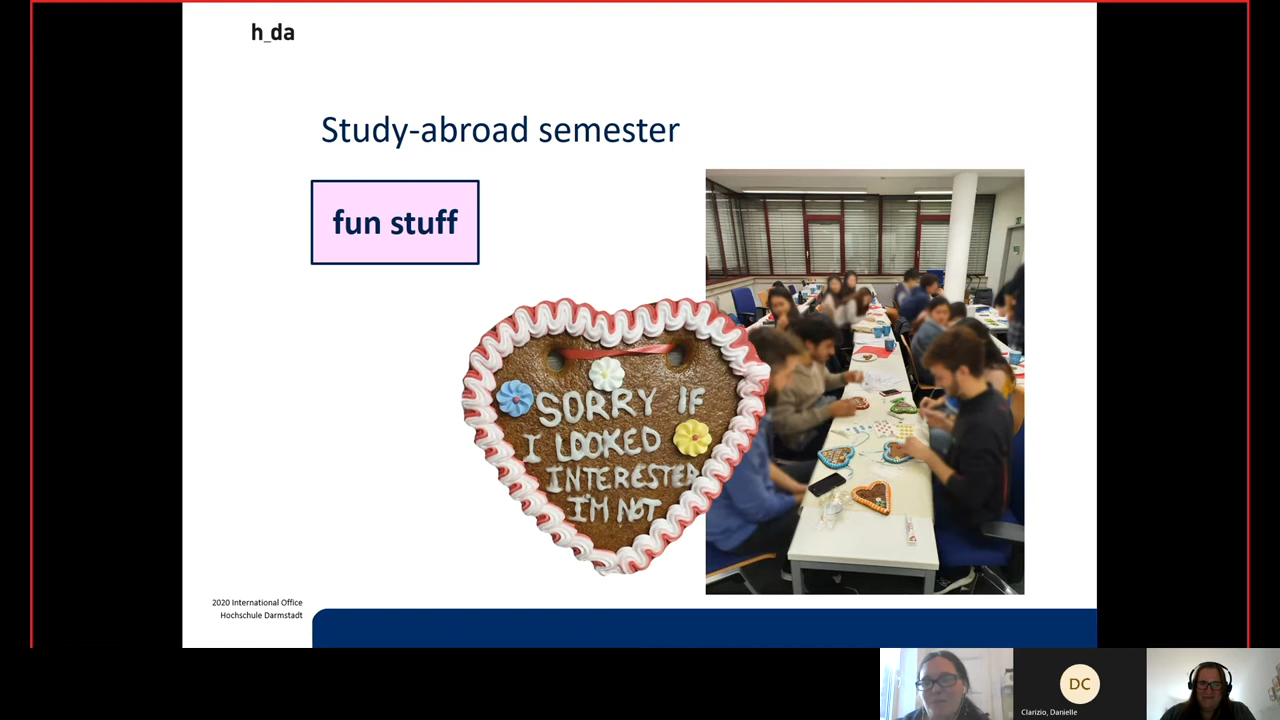 h_da
Study-abroad semester
fun stuff
SORRY IF
I LOOKED
INTERESTED
I'M NOT
2020 International Office
Hochschule Darmstadt
DC
Clarizio, Danielle